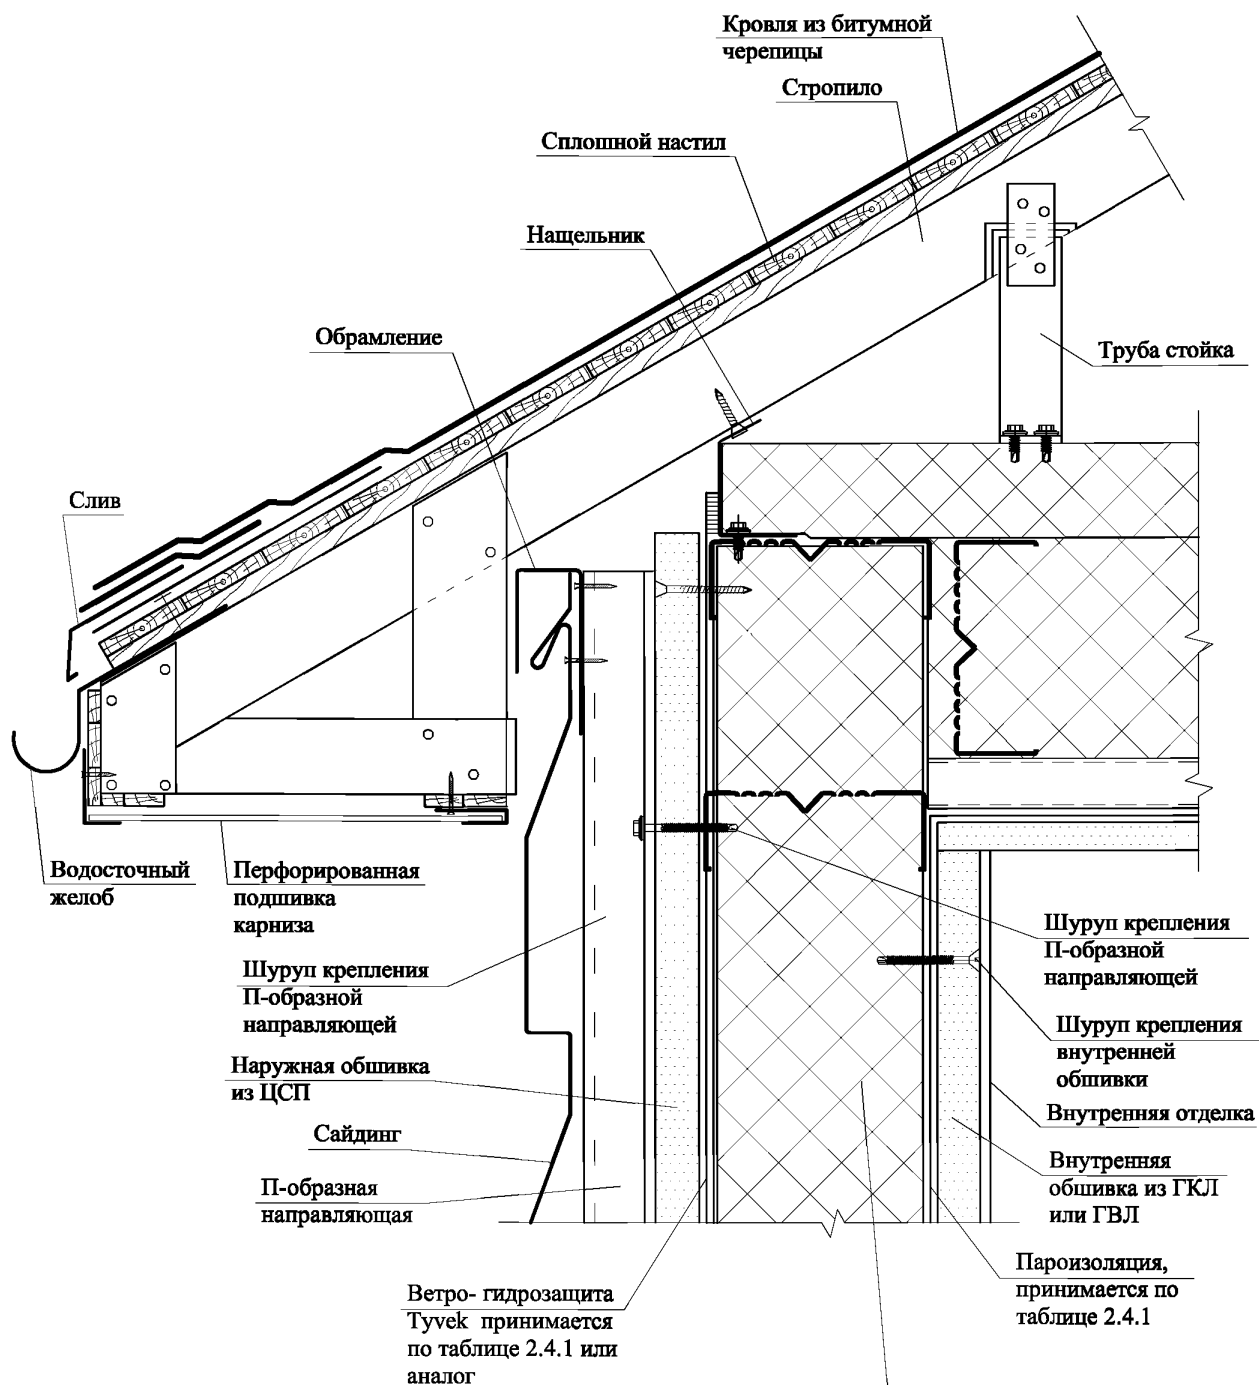 Кровля из битумной
черепицы
Стропило
Сплошной настил
Нащельник
Обрамление
Труба стойка
Слив
Водосточный
желоб
Перфорированная
подшивка
карниза
Шуруп крепления
П-образной
направляющей
Шуруп крепления
П-образной
направляющей
Шуруп крепления
внутренней
обшивки
Наружная обшивка
из ЦСП
Внутренняя отделка
Сайдинг
Внутренняя
обшивка из ГКЛ
или ГВЛ
П-образная
направляющая
Пароизоляция,
принимается по
таблице 2.4.1
Ветро- гидрозащита
Tyvek принимается
по таблице 2.4.1 или
аналог